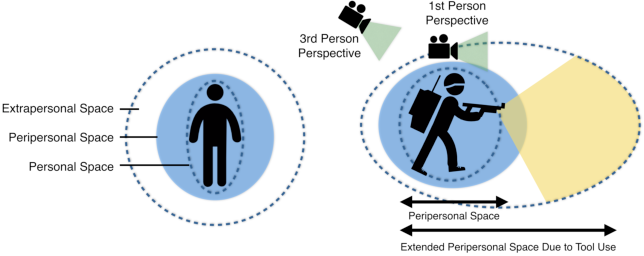 Extrapersonal Space
Peripersonal Space
Personal Space
3rd Person
Perspective
1st Person
Perspective
Peripersonal Space
Extended Peripersonal Space Due to Tool Use